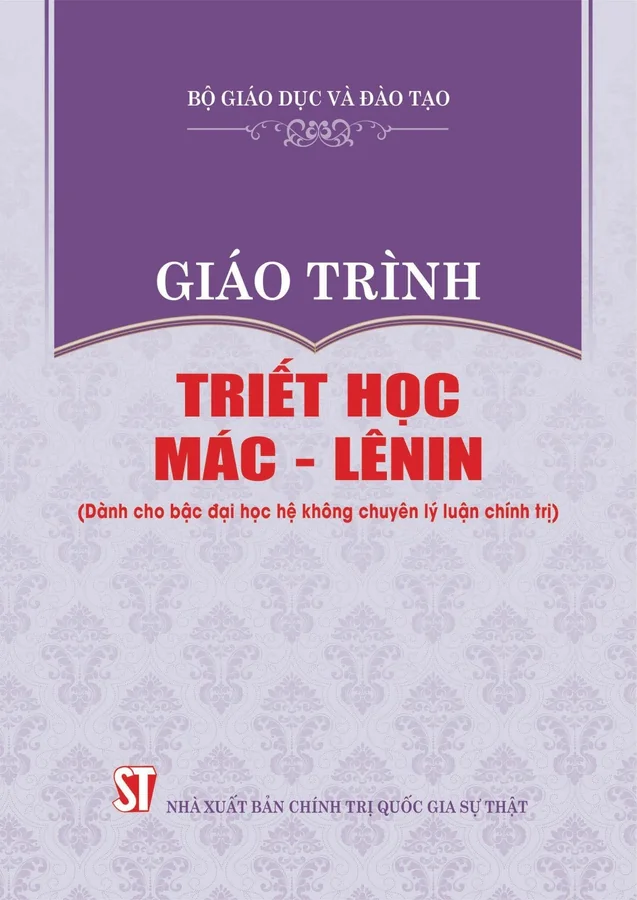 BỘ GIÁO DỤC VÀ ĐÀO TẠO
GIÁO TRÌNH
TRIẾT HỌC
MÁC - LÊNIN
(Dành cho bậc đại học hệ không chuyên lý luận chính trị)
ST
NHÀ XUẤT BẢN CHÍNH TRỊ QUỐC GIA SỰ THẬT